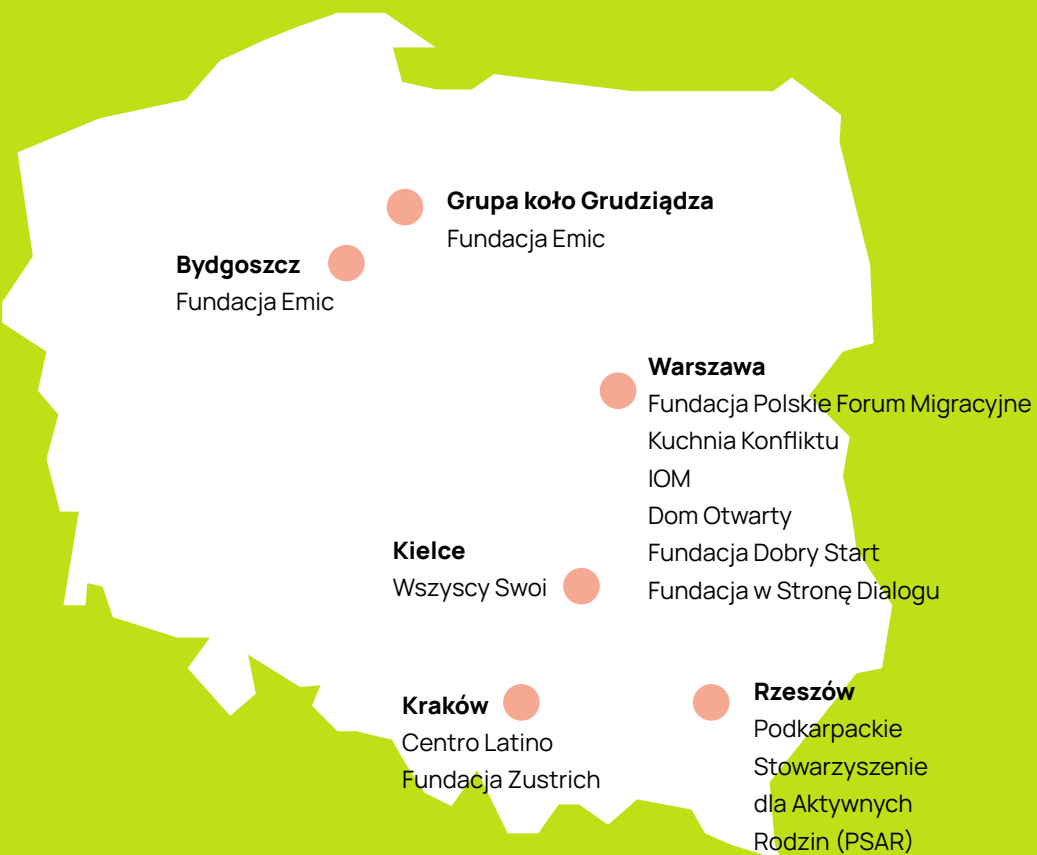 Grupa koło Grudziądza
Fundacja Emic
Bydgoszcz
Fundacja Emic
Warszawa
Fundacja Polskie Forum Migracyjne
Kuchnia Konfliktu
IOM
Dom Otwarty
Fundacja Dobry Start
Fundacja w Stronę Dialogu
Kielce
Wszyscy Swoi
Kraków
Centro Latino
Fundacja Zustrich
Rzeszów
Podkarpackie
Stowarzyszenie
dla Aktywnych
Rodzin (PSAR)